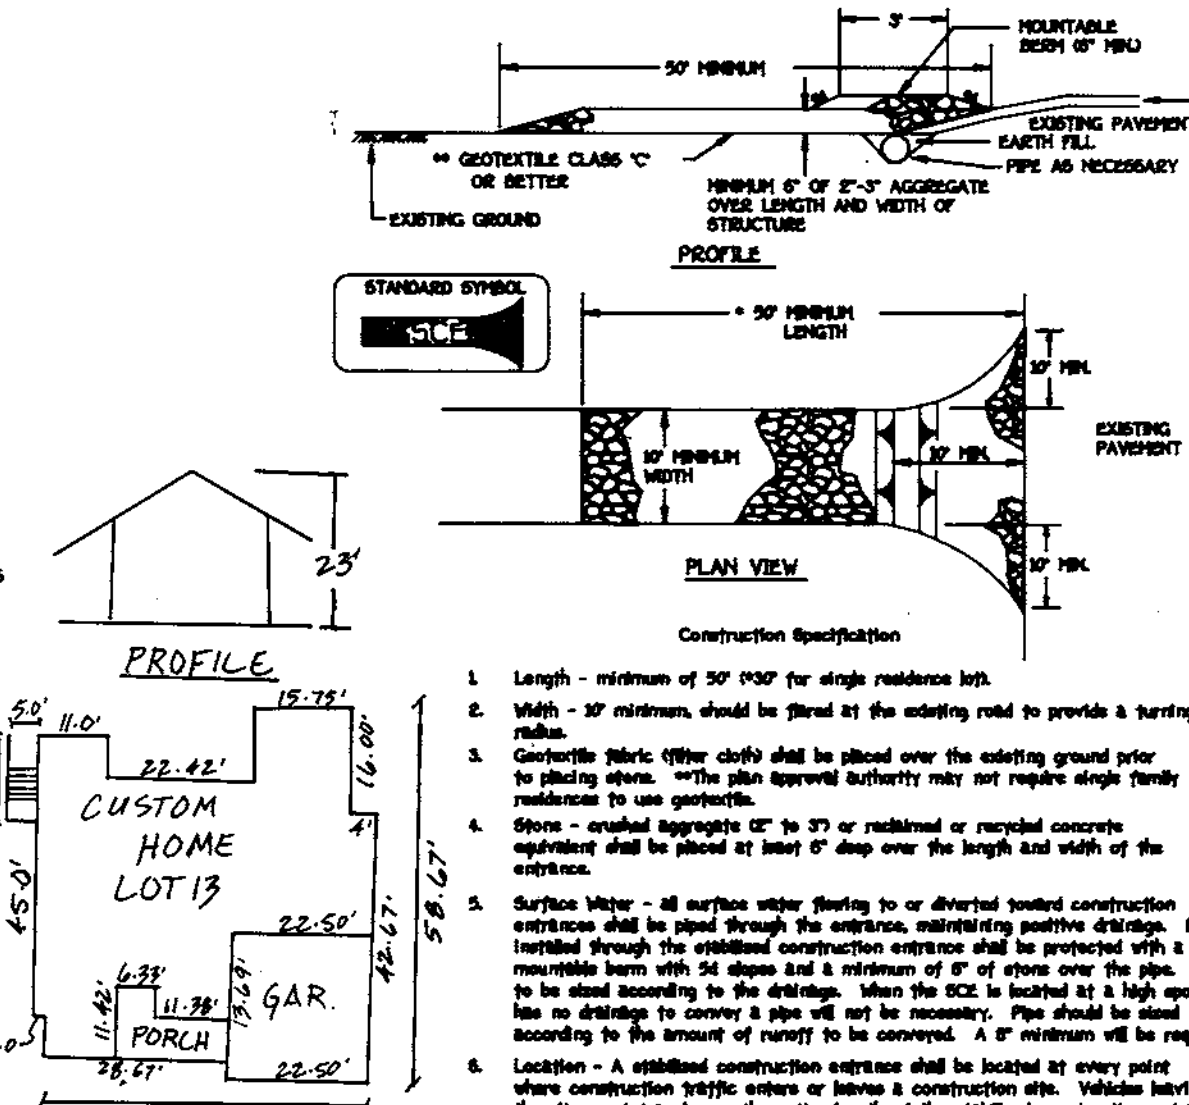 3'
MOUNTABLE
BERM (6" MIN.)
50' MINIMUM
EXISTING PAVEMENT
EARTH FILL
PIPE AS NECESSARY
** GEOTEXTILE CLASS 'C'
OR BETTER
MINIMUM 6" OF 2"-3" AGGREGATE
OVER LENGTH AND WIDTH OF
STRUCTURE
EXISTING GROUND
PROFILE
STANDARD SYMBOL
SCE
* 50' MINIMUM
LENGTH
10' MIN.
EXISTING
PAVEMENT
10' MINIMUM
WIDTH
10' MIN.
10' MIN.
PLAN VIEW
23'
PROFILE
5.0'
11.0'
22.42'
15.75'
16.00'
4'
CUSTOM
HOME
LOT 13
45.0'
58.67'
42.67'
22.50'
13.69'
GAR.
6.33'
11.38'
11.42'
PORCH
28.67'
22.50'
Construction Specification
1. Length - minimum of 50' (*30' for single residence lot).
2. Width - 10' minimum, should be flared at the existing road to provide a turning
radius.
3. Geotextile fabric (filter cloth) shall be placed over the existing ground prior
to placing stone. **The plan approval authority may not require single family
residences to use geotextile.
4. Stone - crushed aggregate (2" to 3") or reclaimed or recycled concrete
equivalent shall be placed at least 6" deep over the length and width of the
entrance.
5. Surface Water - all surface water flowing to or diverted toward construction
entrances shall be piped through the entrance, maintaining positive drainage.
installed through the stabilized construction entrance shall be protected with a
mountable berm with 5:1 slopes and a minimum of 6" of stone over the pipe.
to be sized according to the drainage. When the SCE is located at a high spo
has no drainage to convey a pipe will not be necessary. Pipe should be sized
according to the amount of runoff to be conveyed. A 6" minimum will be req
6. Location - A stabilized construction entrance shall be located at every point
where construction traffic enters or leaves a construction site. Vehicles leavi